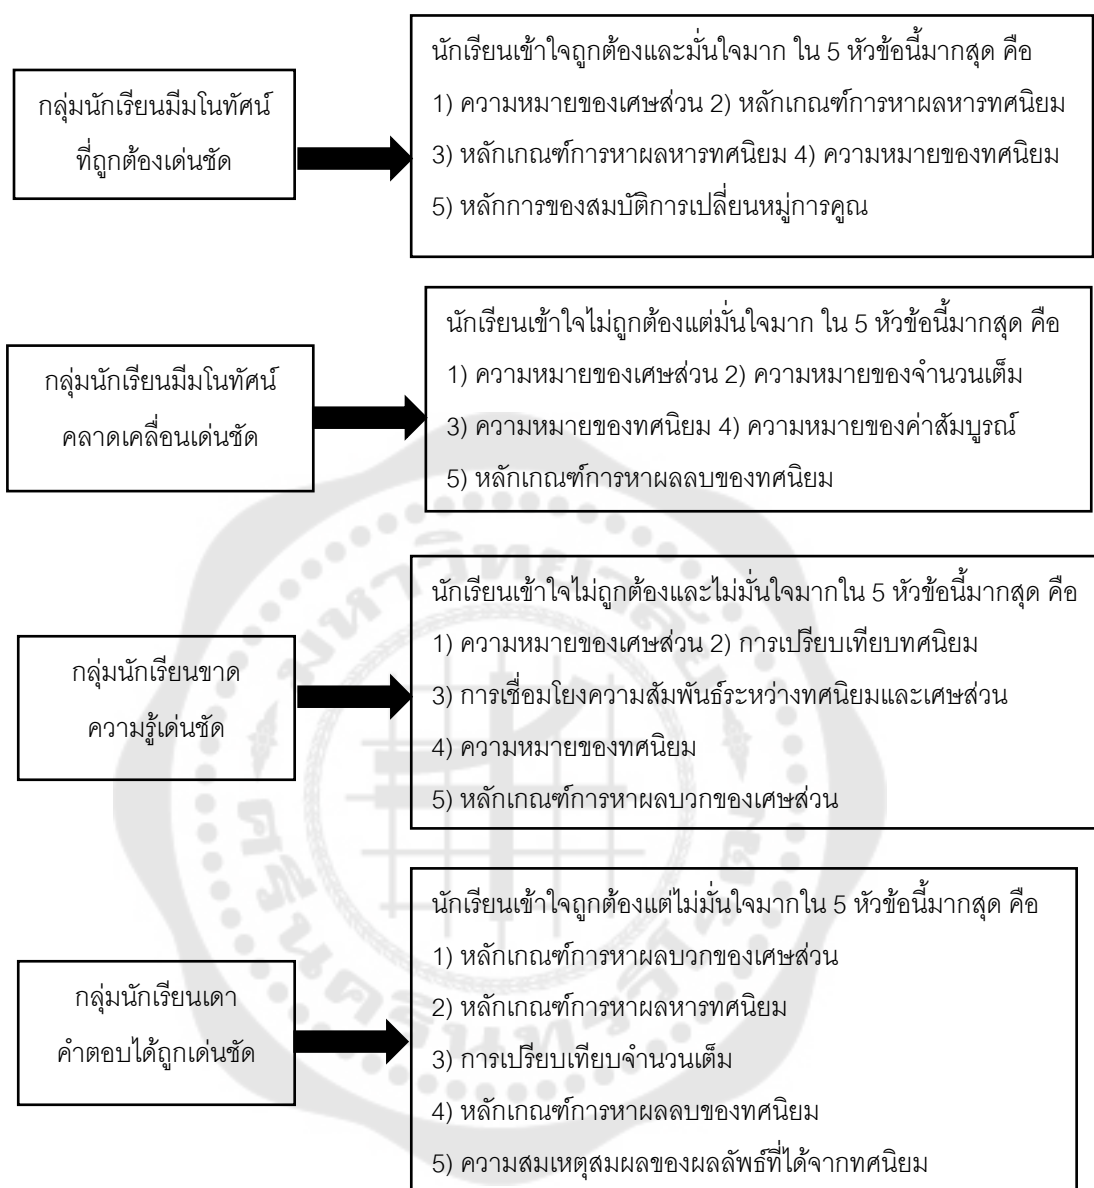 กลุ่มนักเรียนมีมโนทัศน์
ที่ถูกต้องเด่นชัด
นักเรียนเข้าใจถูกต้องและมั่นใจมาก ใน 5 หัวข้อนี้มากสุด คือ
1) ความหมายของเศษส่วน 2) หลักเกณฑ์การหาผลหารทศนิยม
3) หลักเกณฑ์การหาผลหารทศนิยม 4) ความหมายของทศนิยม
5) หลักการของสมบัติการเปลี่ยนหมู่การคูณ
กลุ่มนักเรียนมีมโนทัศน์
คลาดเคลื่อนเด่นชัด
นักเรียนเข้าใจไม่ถูกต้องแต่มั่นใจมาก ใน 5 หัวข้อนี้มากสุด คือ
1) ความหมายของเศษส่วน 2) ความหมายของจำนวนเต็ม
3) ความหมายของทศนิยม 4) ความหมายของค่าสัมบูรณ์
5) หลักเกณฑ์การหาผลลบของทศนิยม
กลุ่มนักเรียนขาด
ความรู้เด่นชัด
นักเรียนเข้าใจไม่ถูกต้องและไม่มั่นใจมากใน 5 หัวข้อนี้มากสุด คือ
1) ความหมายของเศษส่วน 2) การเปรียบเทียบทศนิยม
3) การเชื่อมโยงความสัมพันธ์ระหว่างทศนิยมและเศษส่วน
4) ความหมายของทศนิยม
5) หลักเกณฑ์การหาผลบวกของเศษส่วน
กลุ่มนักเรียนเดา
คำตอบได้ถูกเด่นชัด
นักเรียนเข้าใจถูกต้องแต่ไม่มั่นใจมากใน 5 หัวข้อนี้มากสุด คือ
1) หลักเกณฑ์การหาผลบวกของเศษส่วน
2) หลักเกณฑ์การหาผลหารทศนิยม
3) การเปรียบเทียบจำนวนเต็ม
4) หลักเกณฑ์การหาผลลบของทศนิยม
5) ความสมเหตุสมผลของผลลัพธ์ที่ได้จากทศนิยม
มหาวิทยาลัย
ศรีนครินทรวิโรฒ